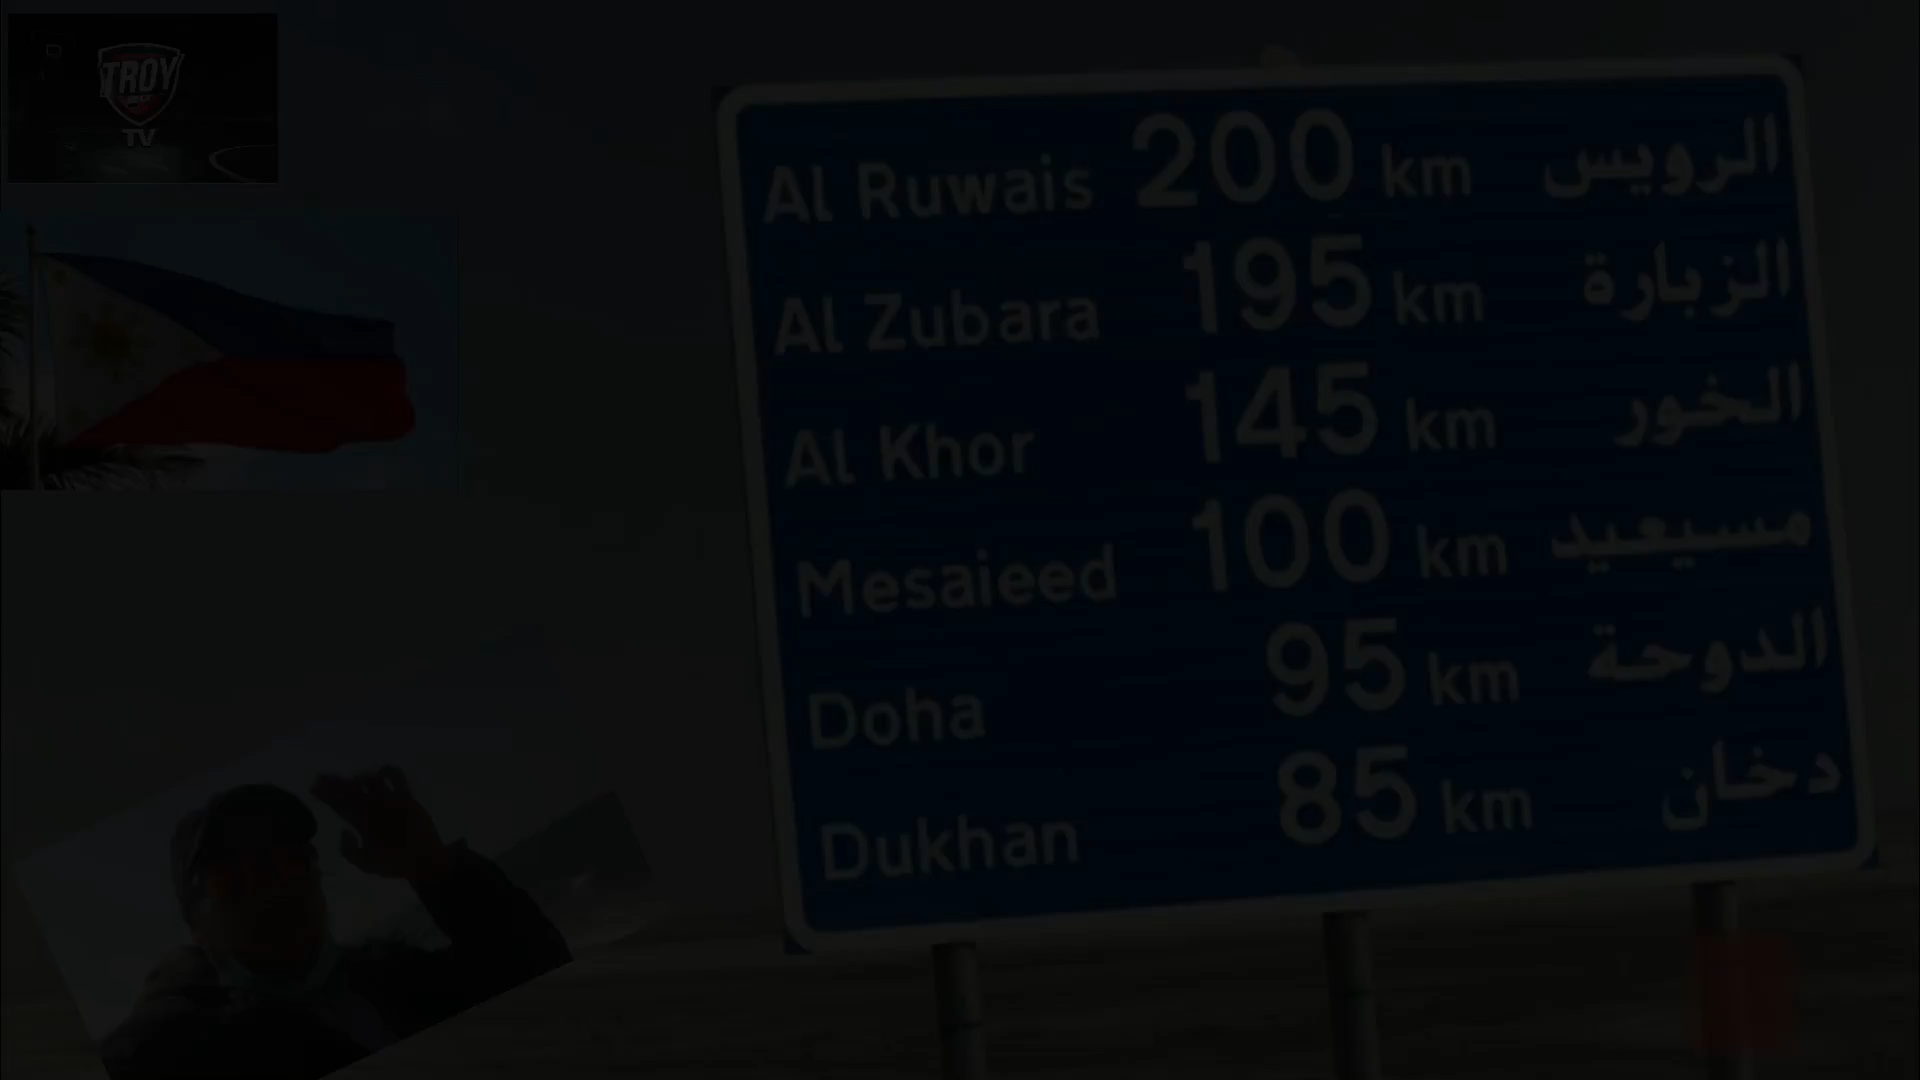 TROY
TV
Al Ruwais 200 km الرويس
Al Zubara 195 km الزبارة
Al Khor 145 km الخور
Mesaieed 100 km مسيعيد
Doha 95 km الدوحة
Dukhan 85 km دخان